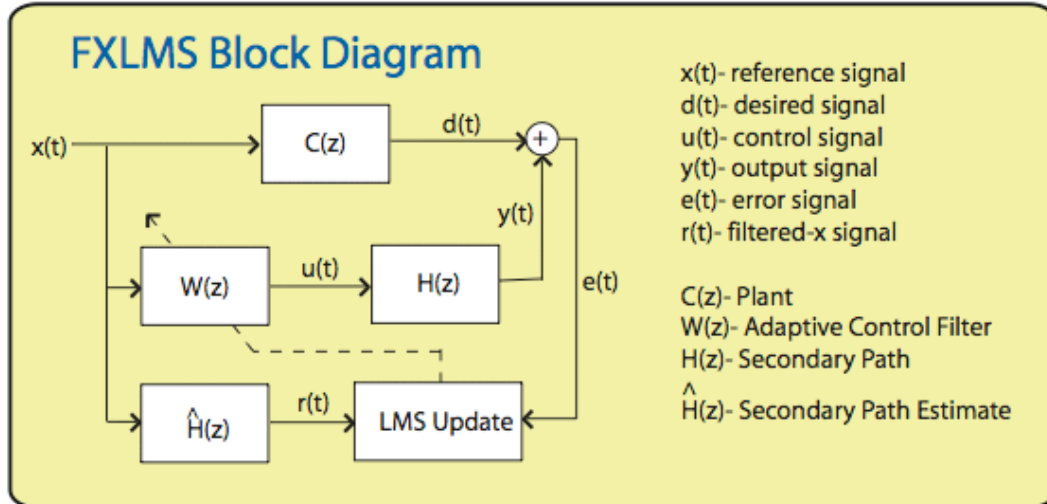 FXLMS Block Diagram
x(t)
C(z)
d(t)
+
y(t)
W(z)
u(t)
H(z)
e(t)
Ĥ(z)
r(t)
LMS Update
x(t)- reference signal
d(t)- desired signal
u(t)- control signal
y(t)- output signal
e(t)- error signal
r(t)- filtered-x signal
C(z)- Plant
W(z)- Adaptive Control Filter
H(z)- Secondary Path
Ĥ(z)- Secondary Path Estimate